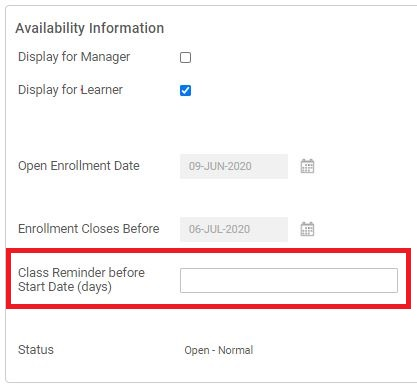 Availability Information
Display for Manager
Display for Learner
Open Enrollment Date 09-JUN-2020
Enrollment Closes Before 06-JUL-2020
Class Reminder before
Start Date (days)
Status Open - Normal